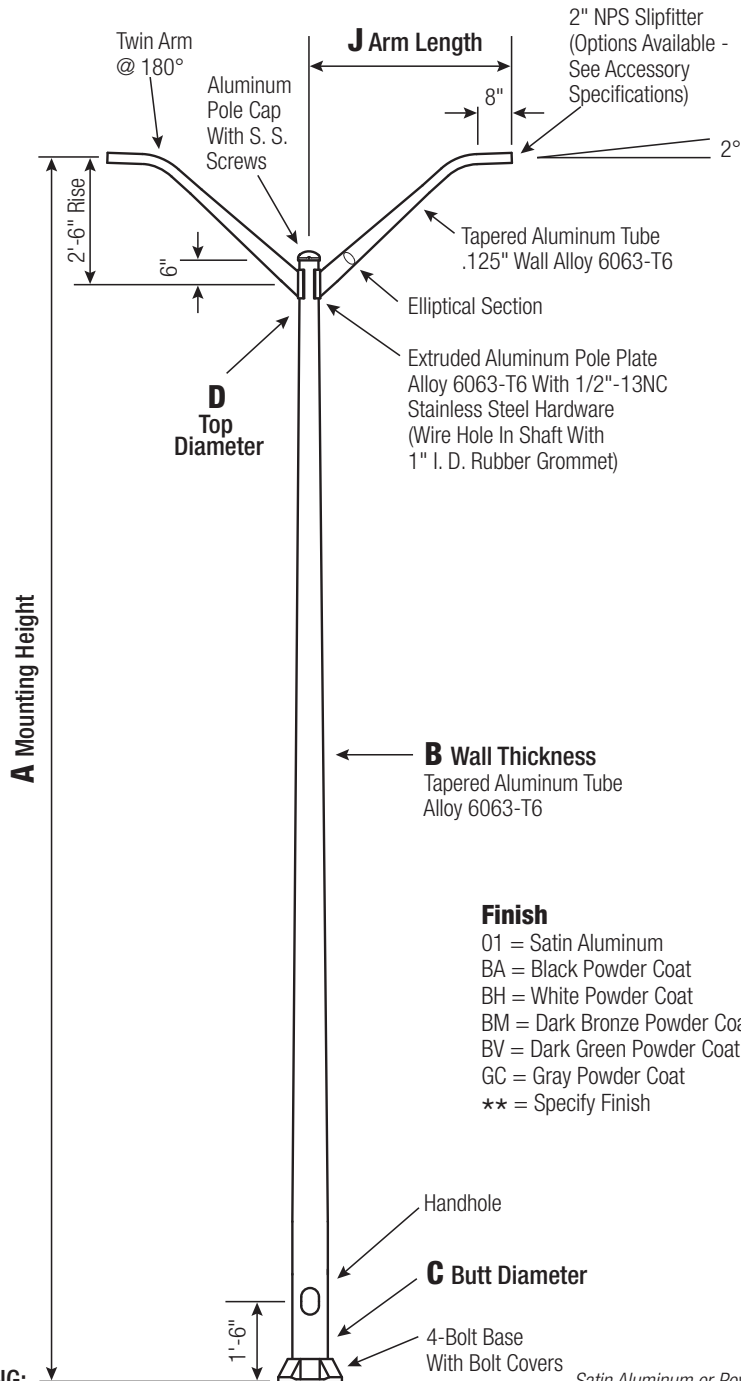 Twin Arm
@ 180°
Aluminum
Pole Cap
With S. S.
Screws
J Arm Length
8"
2" NPS Slipfitter
(Options Available -
See Accessory
Specifications)
2°
2'-6" Rise
6"
Tapered Aluminum Tube
.125" Wall Alloy 6063-T6
Elliptical Section
Extruded Aluminum Pole Plate
Alloy 6063-T6 With 1/2"-13NC
Stainless Steel Hardware
(Wire Hole In Shaft With
1" I. D. Rubber Grommet)
D
Top
Diameter
A Mounting Height
B Wall Thickness
Tapered Aluminum Tube
Alloy 6063-T6
Finish
01 = Satin Aluminum
BA = Black Powder Coat
BH = White Powder Coat
BM = Dark Bronze Powder Coa
BV = Dark Green Powder Coat
GC = Gray Powder Coat
** = Specify Finish
Handhole
C Butt Diameter
1'-6"
4-Bolt Base
With Bolt Covers